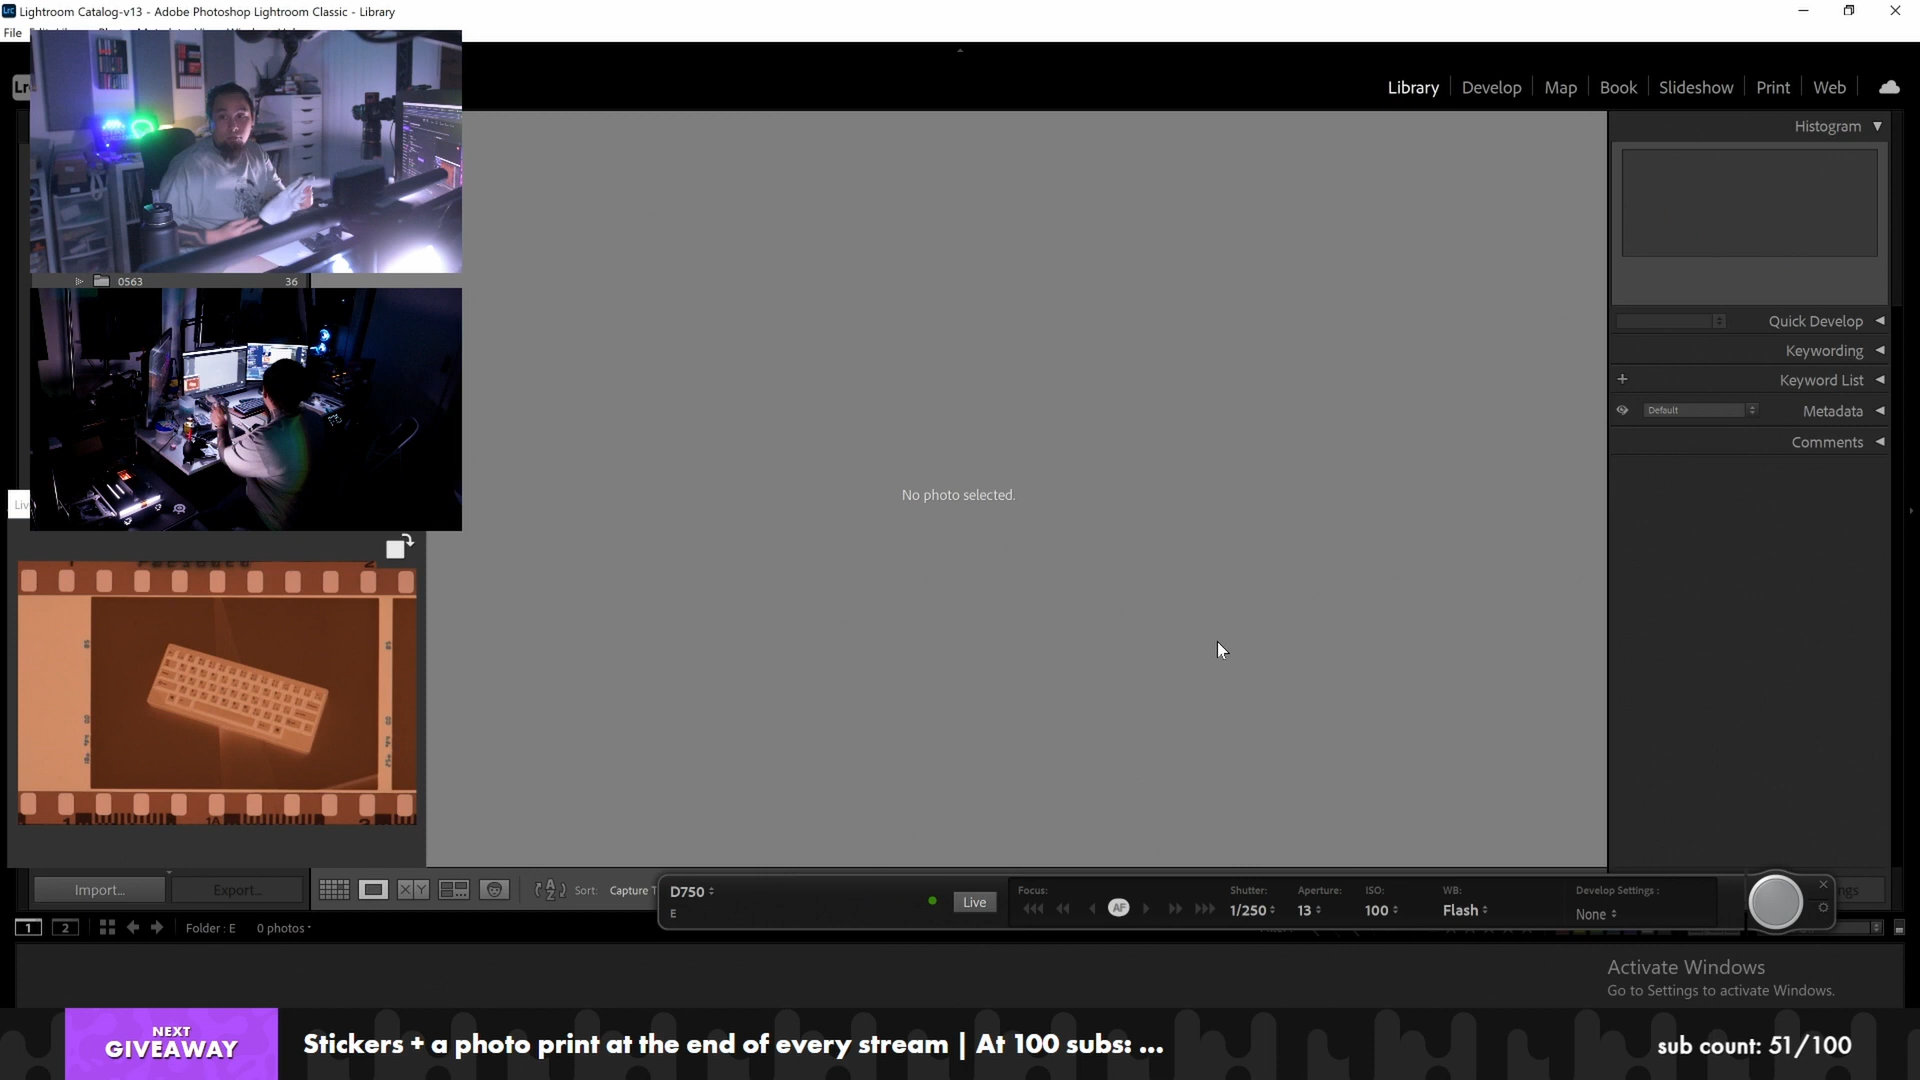 Lightroom Catalog-v13 - Adobe Photoshop Lightroom Classic - Library
File
Library
Develop
Map
Book
Slideshow
Print
Web
Histogram
0563 36
Quick Develop
Keywording
Keyword List
Default
Metadata
Comments
Liv
No photo selected.
1A
Import...
Export...
Sort:
Capture T
D750
E
Live
Focus:
AF
Shutter:
1/250
Aperture:
13
ISO:
100
WB:
Flash
Develop Settings :
None
1
2
Folder : E
0 photos
Activate Windows
Go to Settings to activate Windows.
NEXT
GIVEAWAY
Stickers + a photo print at the end of every stream | At 100 subs: ...
sub count: 51/100